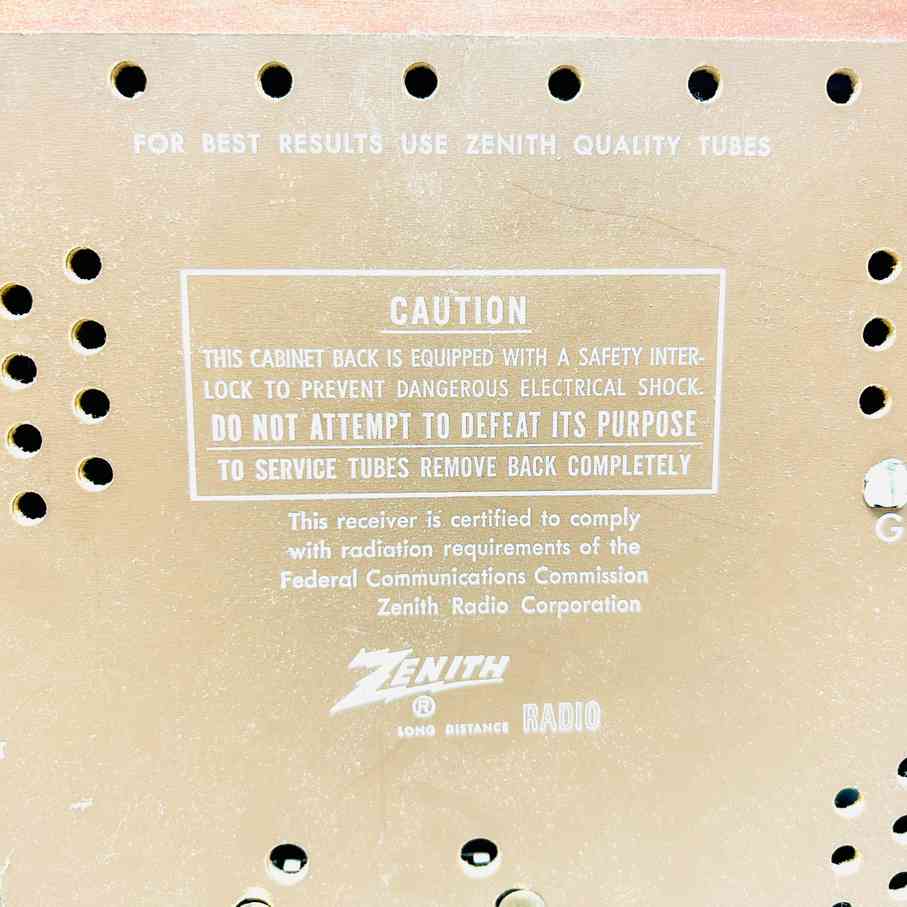 FOR BEST RESULTS USE ZENITH QUALITY TUBES
CAUTION
THIS CABINET BACK IS EQUIPPED WITH A SAFETY INTER-
LOCK TO PREVENT DANGEROUS ELECTRICAL SHOCK.
DO NOT ATTEMPT TO DEFEAT ITS PURPOSE
TO SERVICE TUBES REMOVE BACK COMPLETELY
G
This receiver is certified to comply
with radiation requirements of the
Federal Communications Commission
Zenith Radio Corporation
ZENITH
®
LONG DISTANCE RADIO